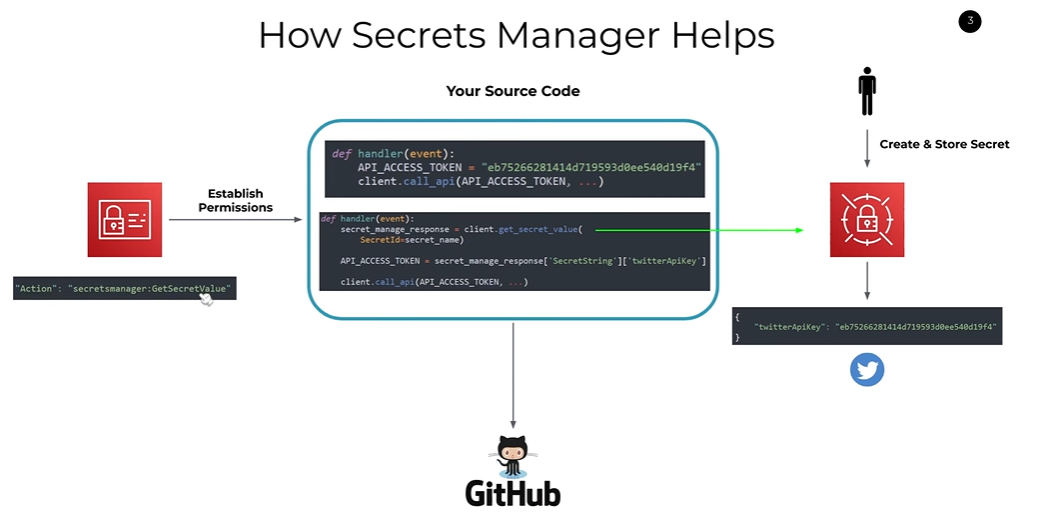 How Secrets Manager Helps
3
Your Source Code
def handler(event):
API_ACCESS_TOKEN = "eb75266281414d719593d0ee540d19f4"
client.call_api(API_ACCESS_TOKEN, ...)
Create & Store Secret
Establish
Permissions
def handler(event):
secret_manage_response = client.get_secret_value(
SecretId=secret_name)
API_ACCESS_TOKEN = secret_manage_response['SecretString']['twitterApiKey']
client.call_api(API_ACCESS_TOKEN, ...)
"Action": "secretsmanager:GetSecretValue"
{
"twitterApiKey": "eb75266281414d719593d0ee540d19f4"
}
GitHub